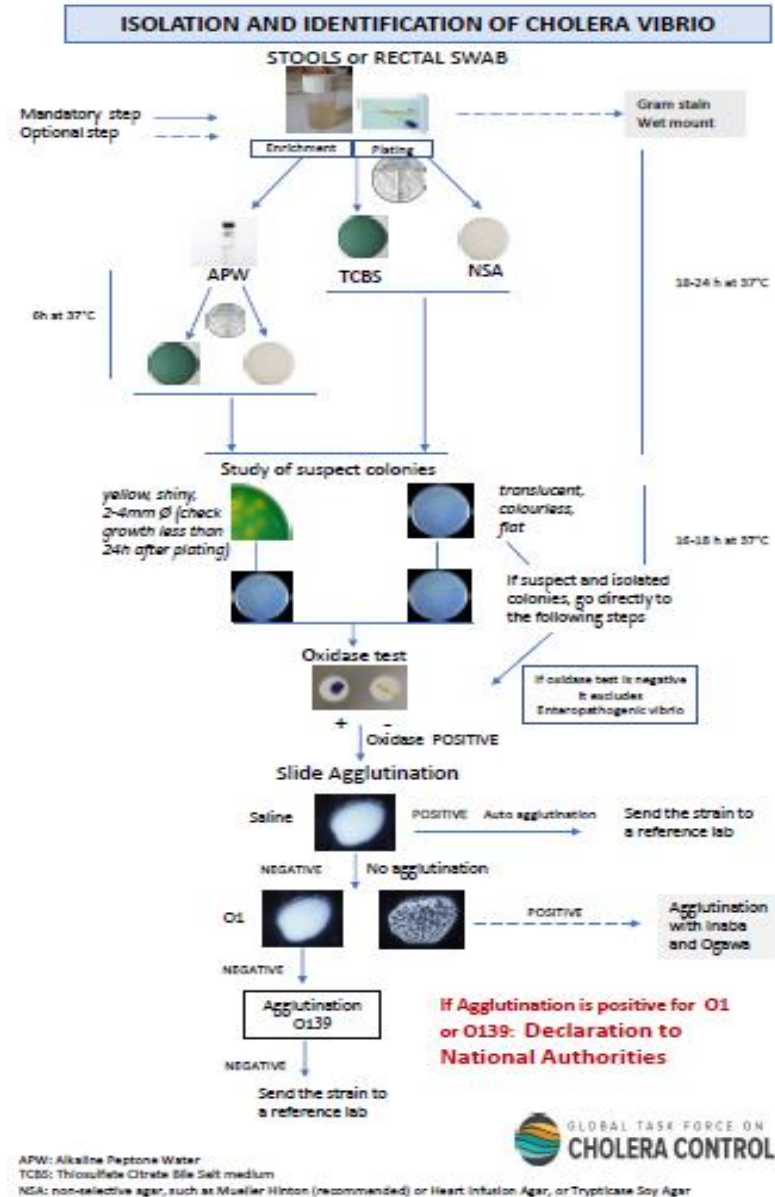 ISOLATION AND IDENTIFICATION OF CHOLERA VIBRIO
STOOLS or RECTAL SWAB
Mandatory step
Optional step
Gram stain
Wet mount
Enrichment
Plating
APW
TCBS
NSA
6h at 37°C
18-24 h at 37°C
Study of suspect colonies
yellow, shiny,
2-4mm Ø (check
growth less than
24h after plating)
translucent,
colourless,
flat
16-18 h at 37°C
If suspect and isolated
colonies, go directly to
the following steps
Oxidase test
If oxidase test is negative
it excludes
Enteropathogenic vibrio
+ -
Oxidase POSITIVE
Slide Agglutination
Saline
POSITIVE Auto agglutination
Send the strain to
a reference lab
NEGATIVE
No agglutination
O1
POSITIVE
Agglutination
with Inaba
and Ogawa
NEGATIVE
Agglutination
O139
If Agglutination is positive for O1
or O139: Declaration to
National Authorities
NEGATIVE
Send the strain to
a reference lab
GLOBAL TASK FORCE ON
CHOLERA CONTROL
APW: Alkaline Peptone Water
TCBS: Thiosulfete Citrate Bile Salt medium
NSA: non-selective agar, such as Mueller Hinton (recommended) or Heart Infusion Agar, or Trypticase Soy Agar